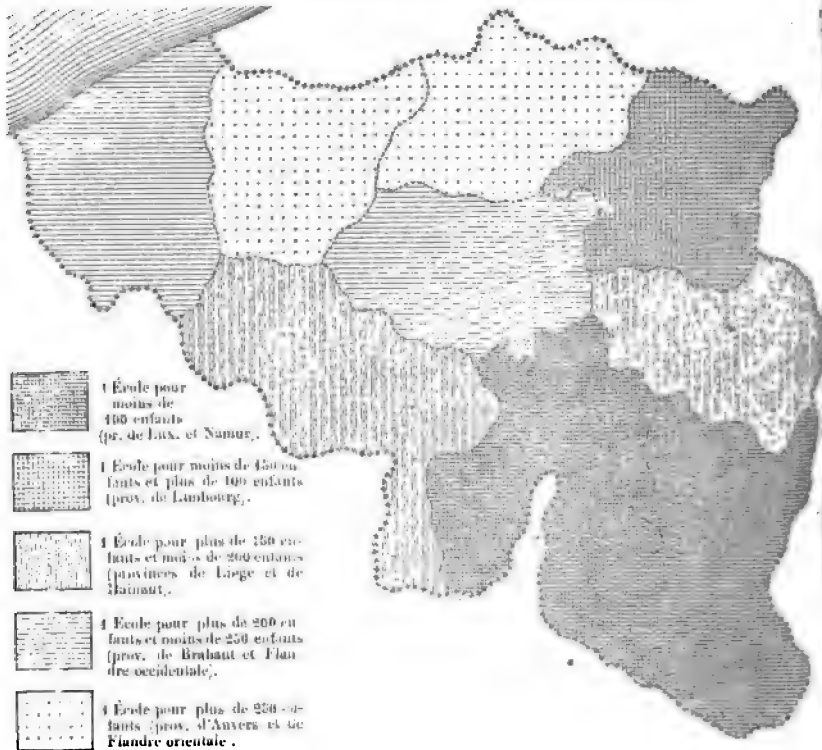 1 École pour
moins de
100 enfants
(pr. de Lux. et Namur).
1 École pour moins de 150 en-
fants et plus de 100 enfants
(prov. de Limbourg).
1 École pour plus de 150 en-
fants et moins de 200 enfants
(provinces de Liège et de
Hainaut).
1 École pour plus de 200 en-
fants et moins de 250 enfants
(prov. de Brabant et Flan-
dre occidentale).
1 École pour plus de 250 en-
fants (prov. d'Anvers et de
Flandre orientale.